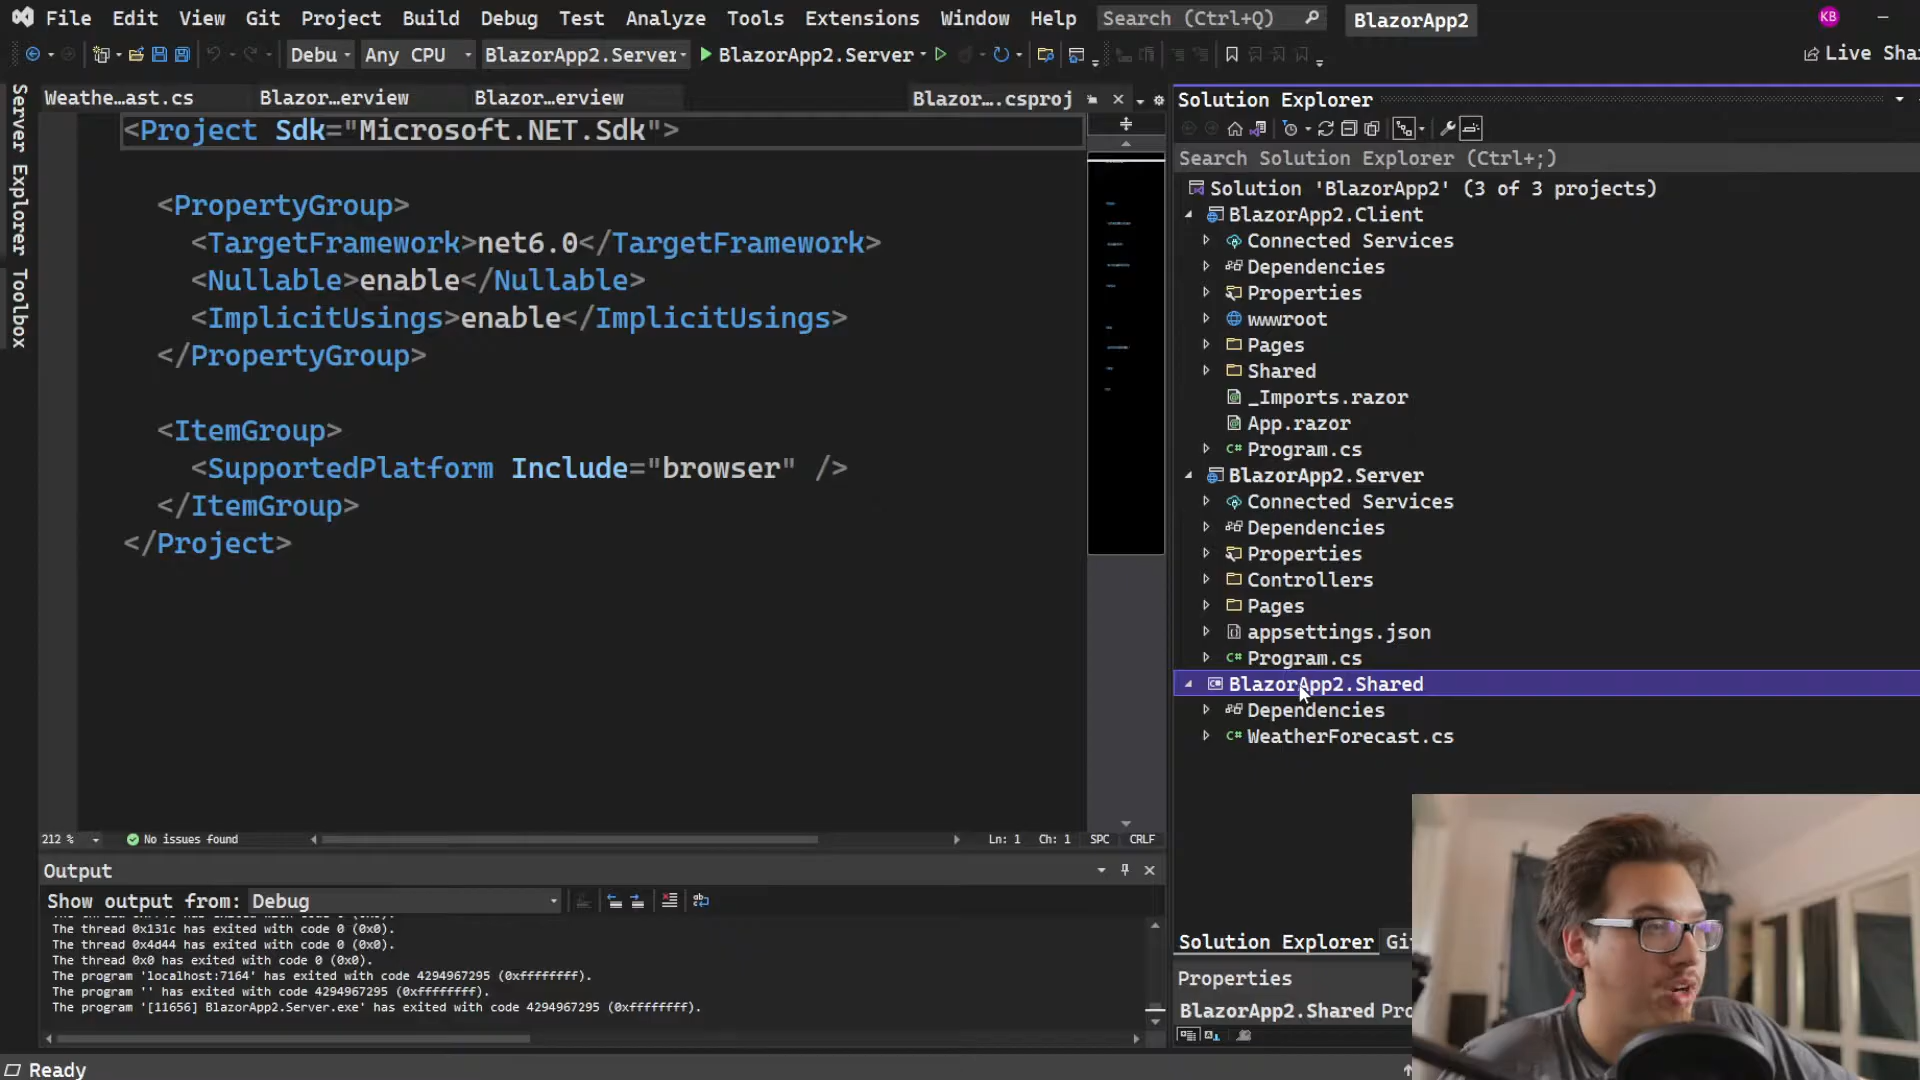 File Edit View Git Project Build Debug Test Analyze Tools Extensions Window Help Search (Ctrl+Q) BlazorApp2 KB
Debu Any CPU BlazorApp2.Server BlazorApp2.Server Live Sha
Server Explorer Toolbox
Weathe...ast.cs Blazor...erview Blazor...erview Blazor....csproj
<Project Sdk="Microsoft.NET.Sdk">
<PropertyGroup>
<TargetFramework>net6.0</TargetFramework>
<Nullable>enable</Nullable>
<ImplicitUsings>enable</ImplicitUsings>
</PropertyGroup>
<ItemGroup>
<SupportedPlatform Include="browser" />
</ItemGroup>
</Project>
212 % No issues found Ln: 1 Ch: 1 SPC CRLF
Output
Show output from: Debug
The thread 0x131c has exited with code 0 (0x0).
The thread 0x4d44 has exited with code 0 (0x0).
The thread 0x0 has exited with code 0 (0x0).
The program 'localhost:7164' has exited with code 4294967295 (0xffffffff).
The program '' has exited with code 4294967295 (0xffffffff).
The program '[11656] BlazorApp2.Server.exe' has exited with code 4294967295 (0xffffffff).
Ready
Solution Explorer
Search Solution Explorer (Ctrl+;)
Solution 'BlazorApp2' (3 of 3 projects)
BlazorApp2.Client
Connected Services
Dependencies
Properties
wwwroot
Pages
Shared
_Imports.razor
App.razor
C# Program.cs
BlazorApp2.Server
Connected Services
Dependencies
Properties
Controllers
Pages
appsettings.json
C# Program.cs
BlazorApp2.Shared
Dependencies
C# WeatherForecast.cs
Solution Explorer Gi
Properties
BlazorApp2.Shared Pro